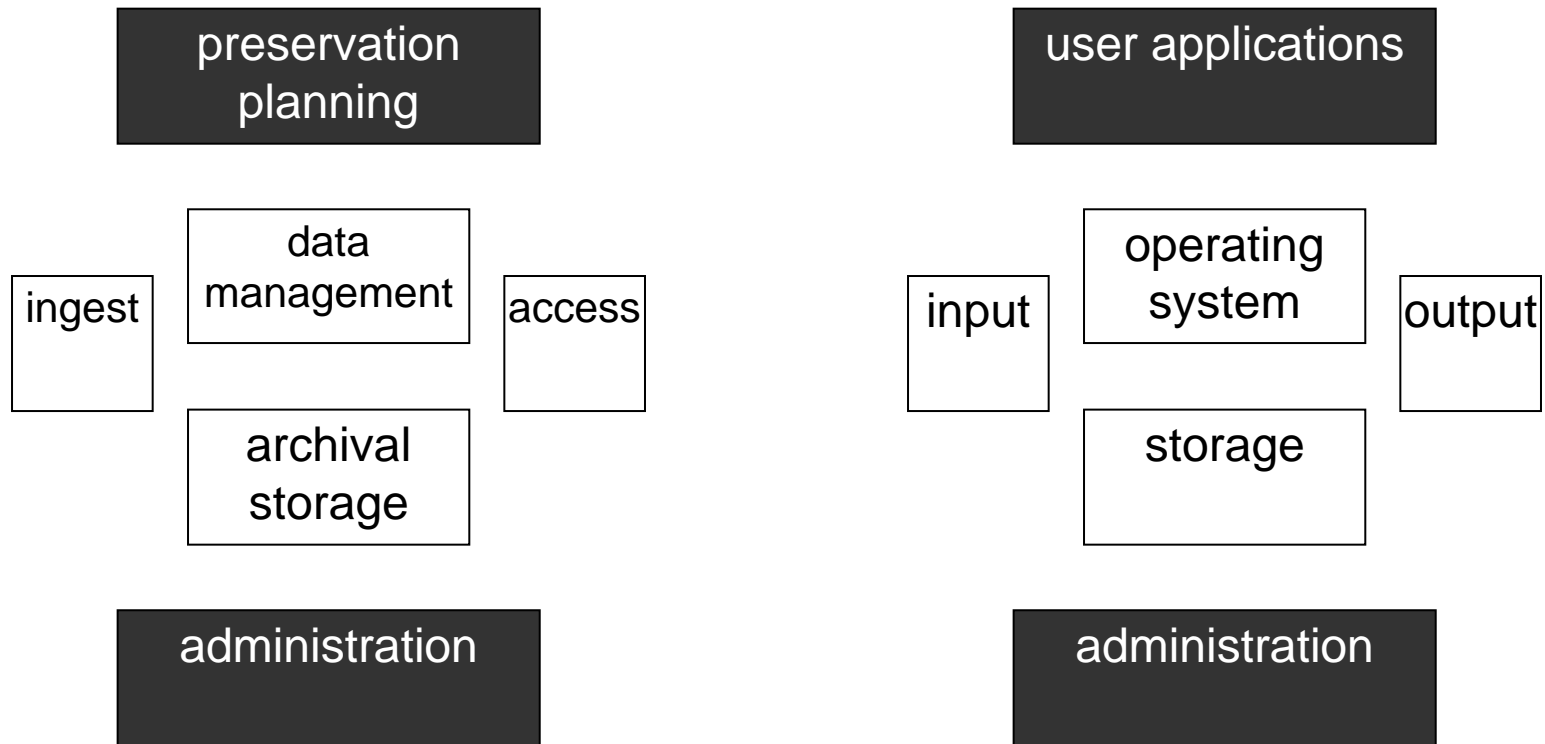 preservation
planning
data
management
ingest
access
archival
storage
administration
user applications
operating
system
input
output
storage
administration